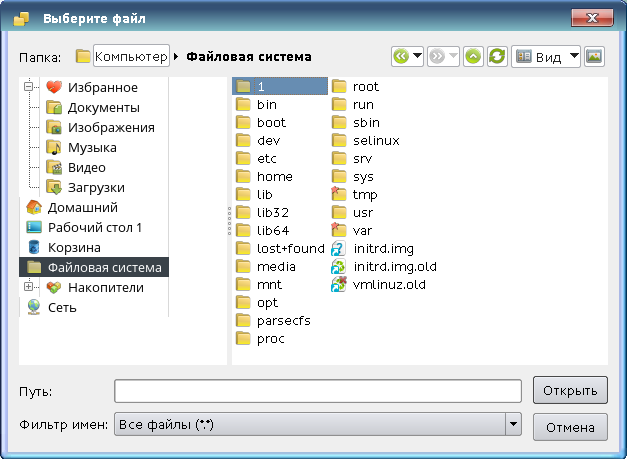 Выберите файл
Папка: Компьютер Файловая система Вид
Избранное
Документы
Изображения
Музыка
Видео
Загрузки
Домашний
Рабочий стол 1
Корзина
Файловая система
Накопители
Сеть
1
bin
boot
dev
etc
home
lib
lib32
lib64
lost+found
media
mnt
opt
parsecfs
proc
root
run
sbin
selinux
srv
sys
tmp
usr
var
initrd.img
initrd.img.old
vmlinuz.old
Путь: Открыть
Фильтр имен: Все файлы (*.*) Отмена